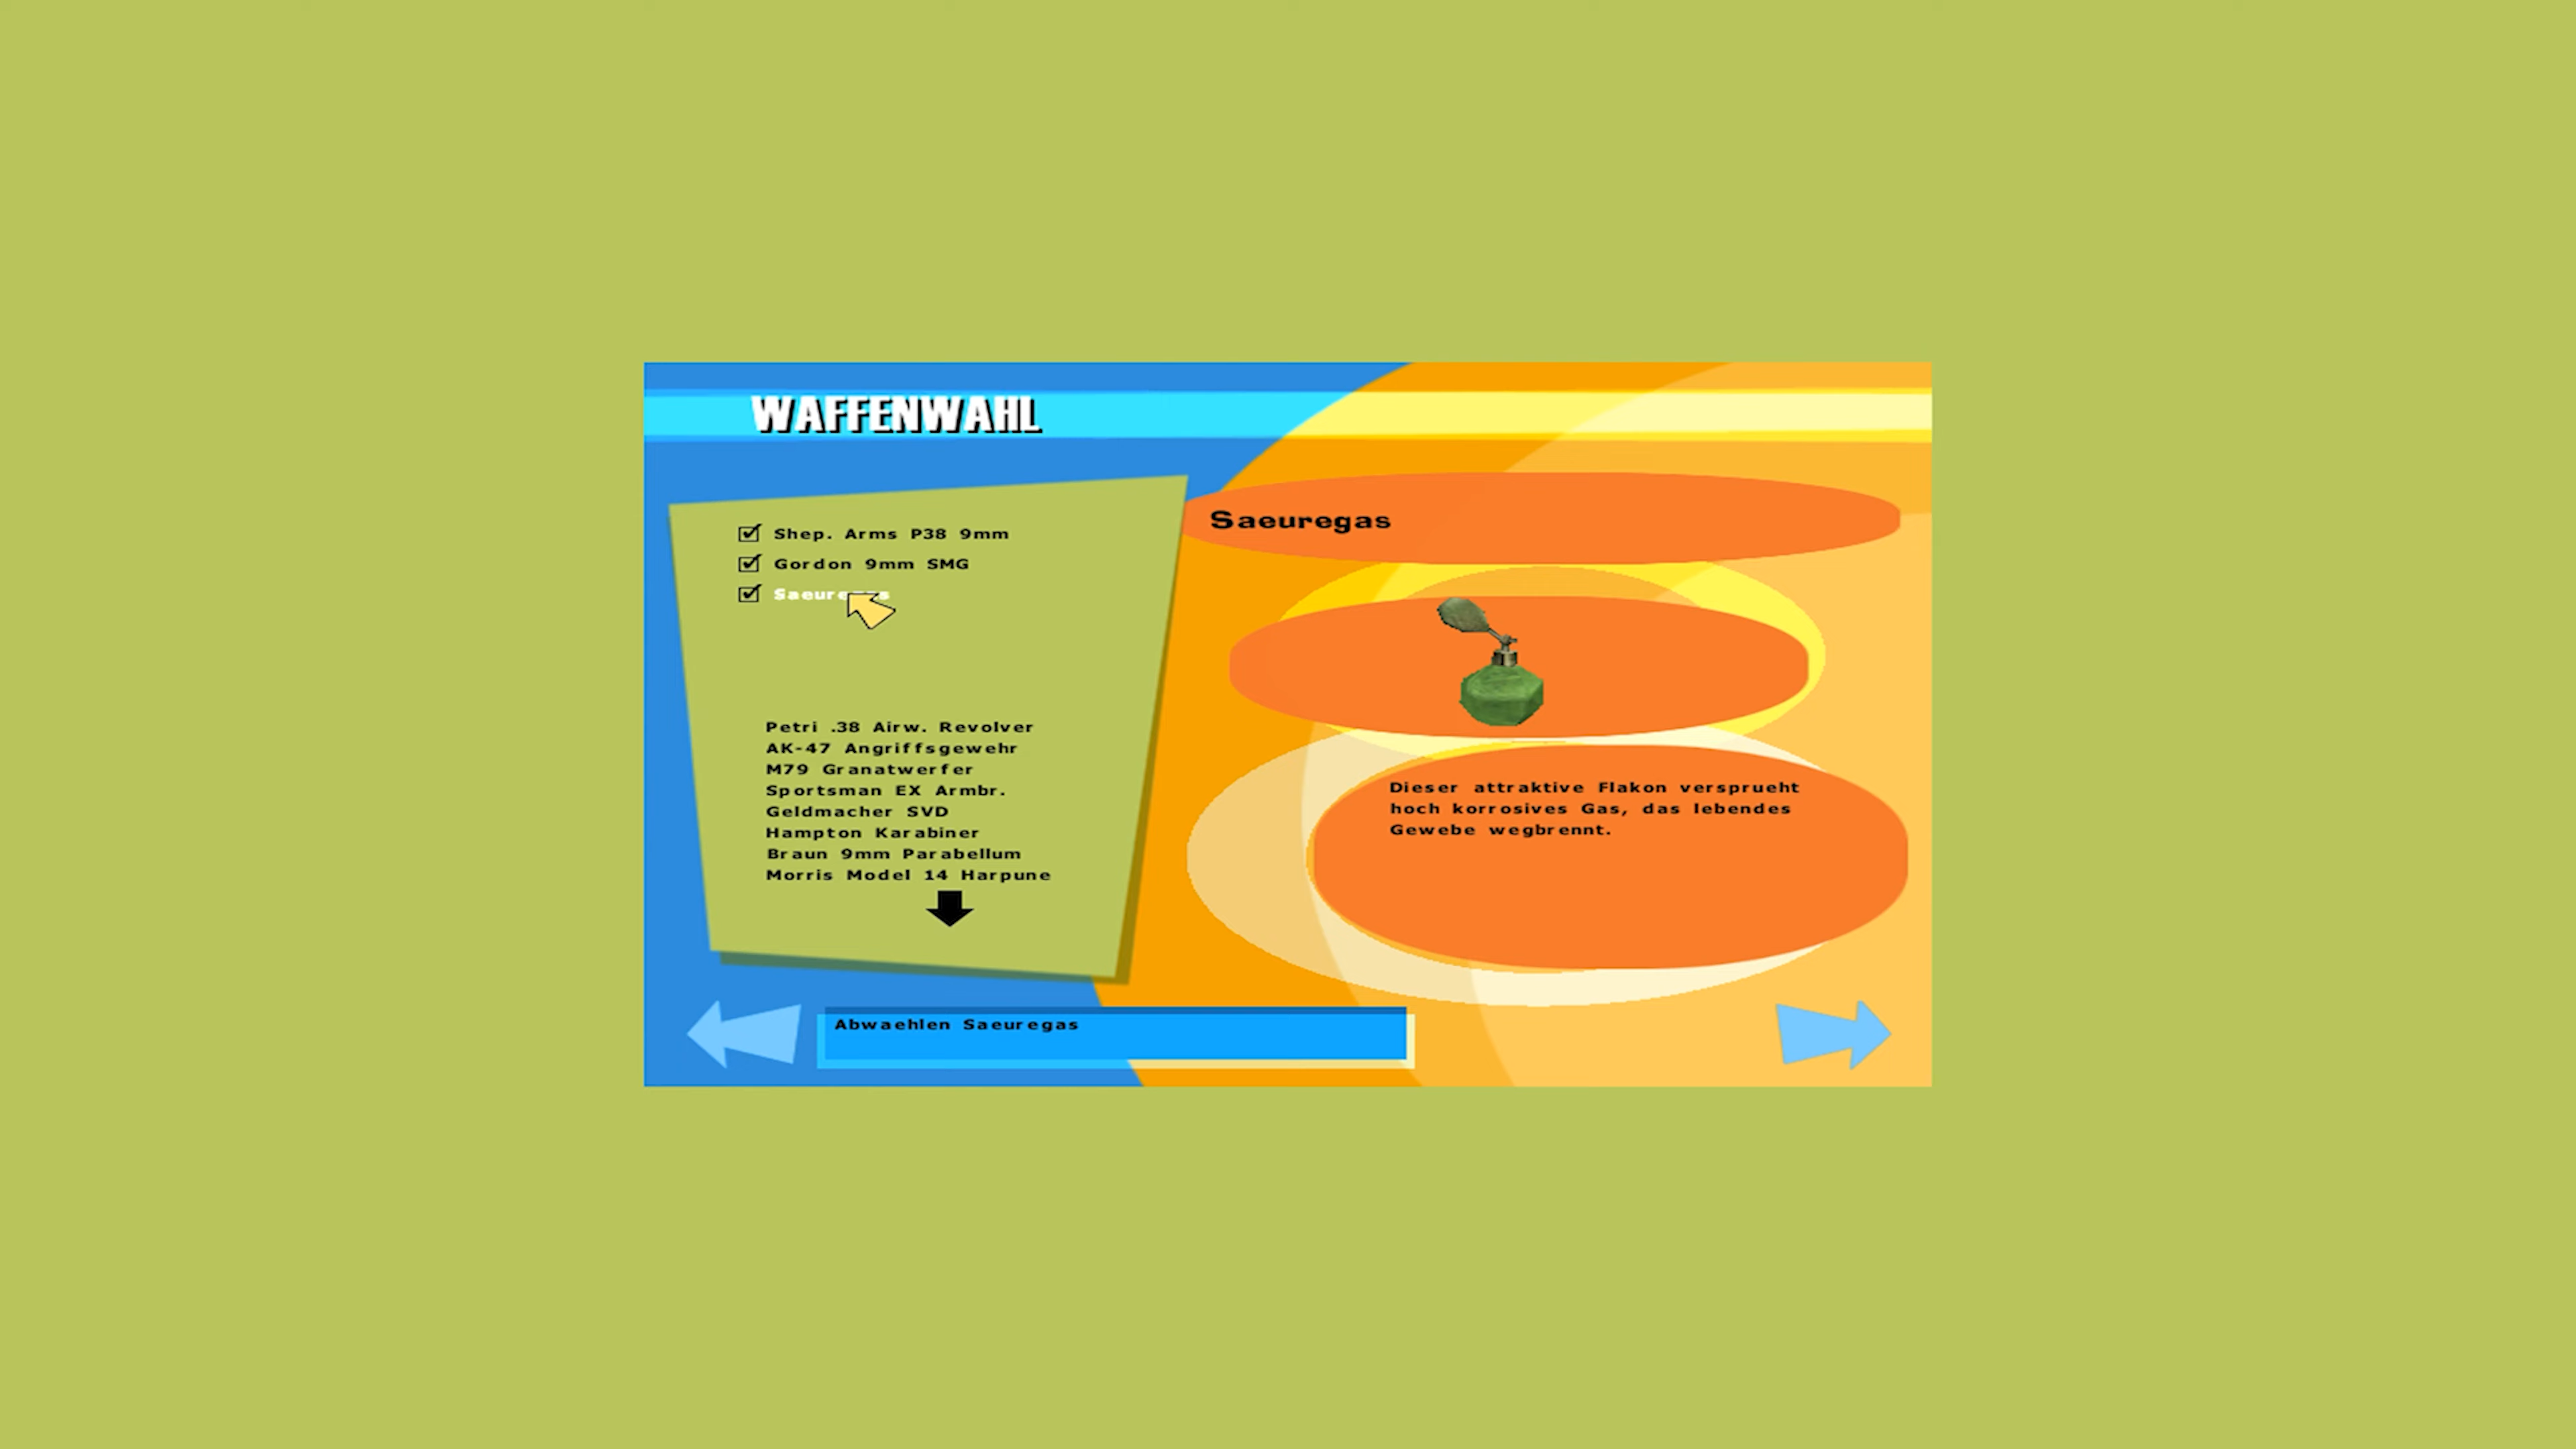 WAFFENWAHL
Shep. Arms P38 9mm
Gordon 9mm SMG
Saeuregas
Petri .38 Airw. Revolver
AK-47 Angriffsgewehr
M79 Granatwerfer
Sportsman EX Armbr.
Geldmacher SVD
Hampton Karabiner
Braun 9mm Parabellum
Morris Model 14 Harpune
Saeuregas
Dieser attraktive Flakon versprueht
hoch korrosives Gas, das lebendes
Gewebe wegbrennt.
Abwaehlen Saeuregas